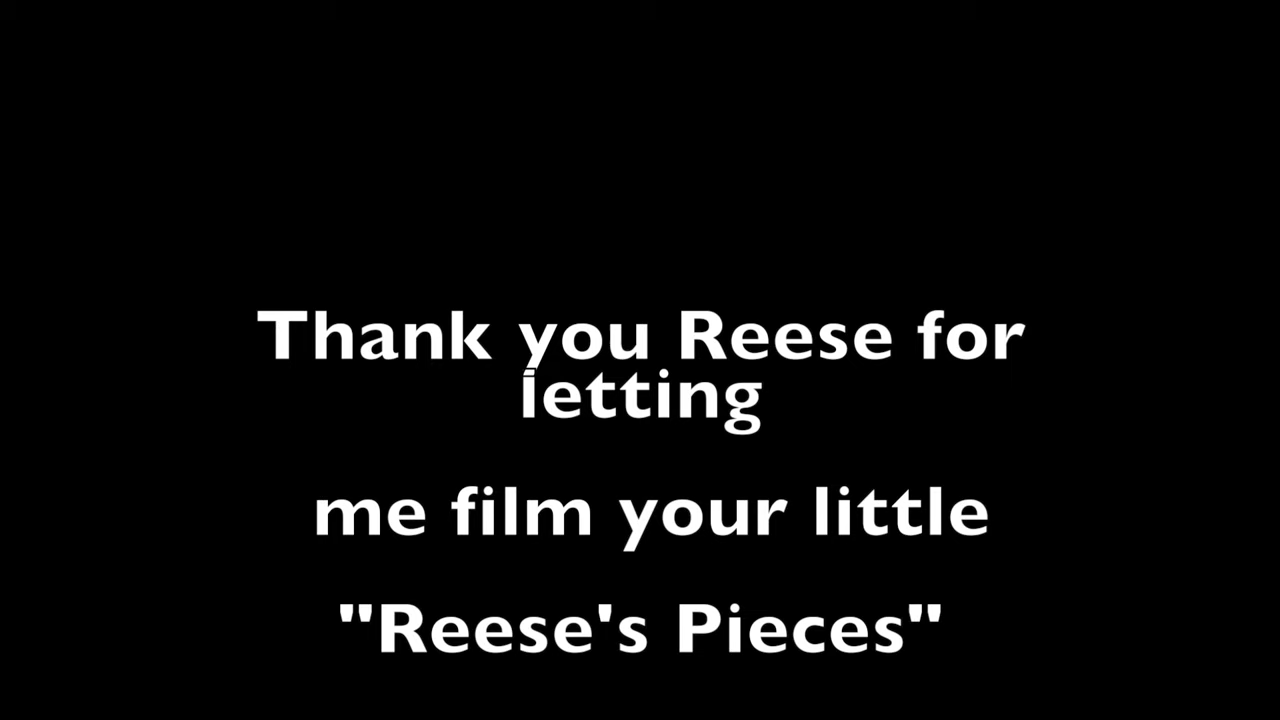 Thank you Reese for
letting
me film your little
"Reese's Pieces"